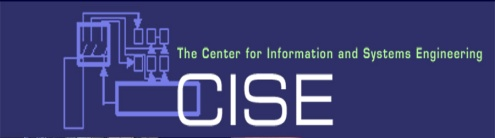 The Center for Information and Systems Engineering
CISE